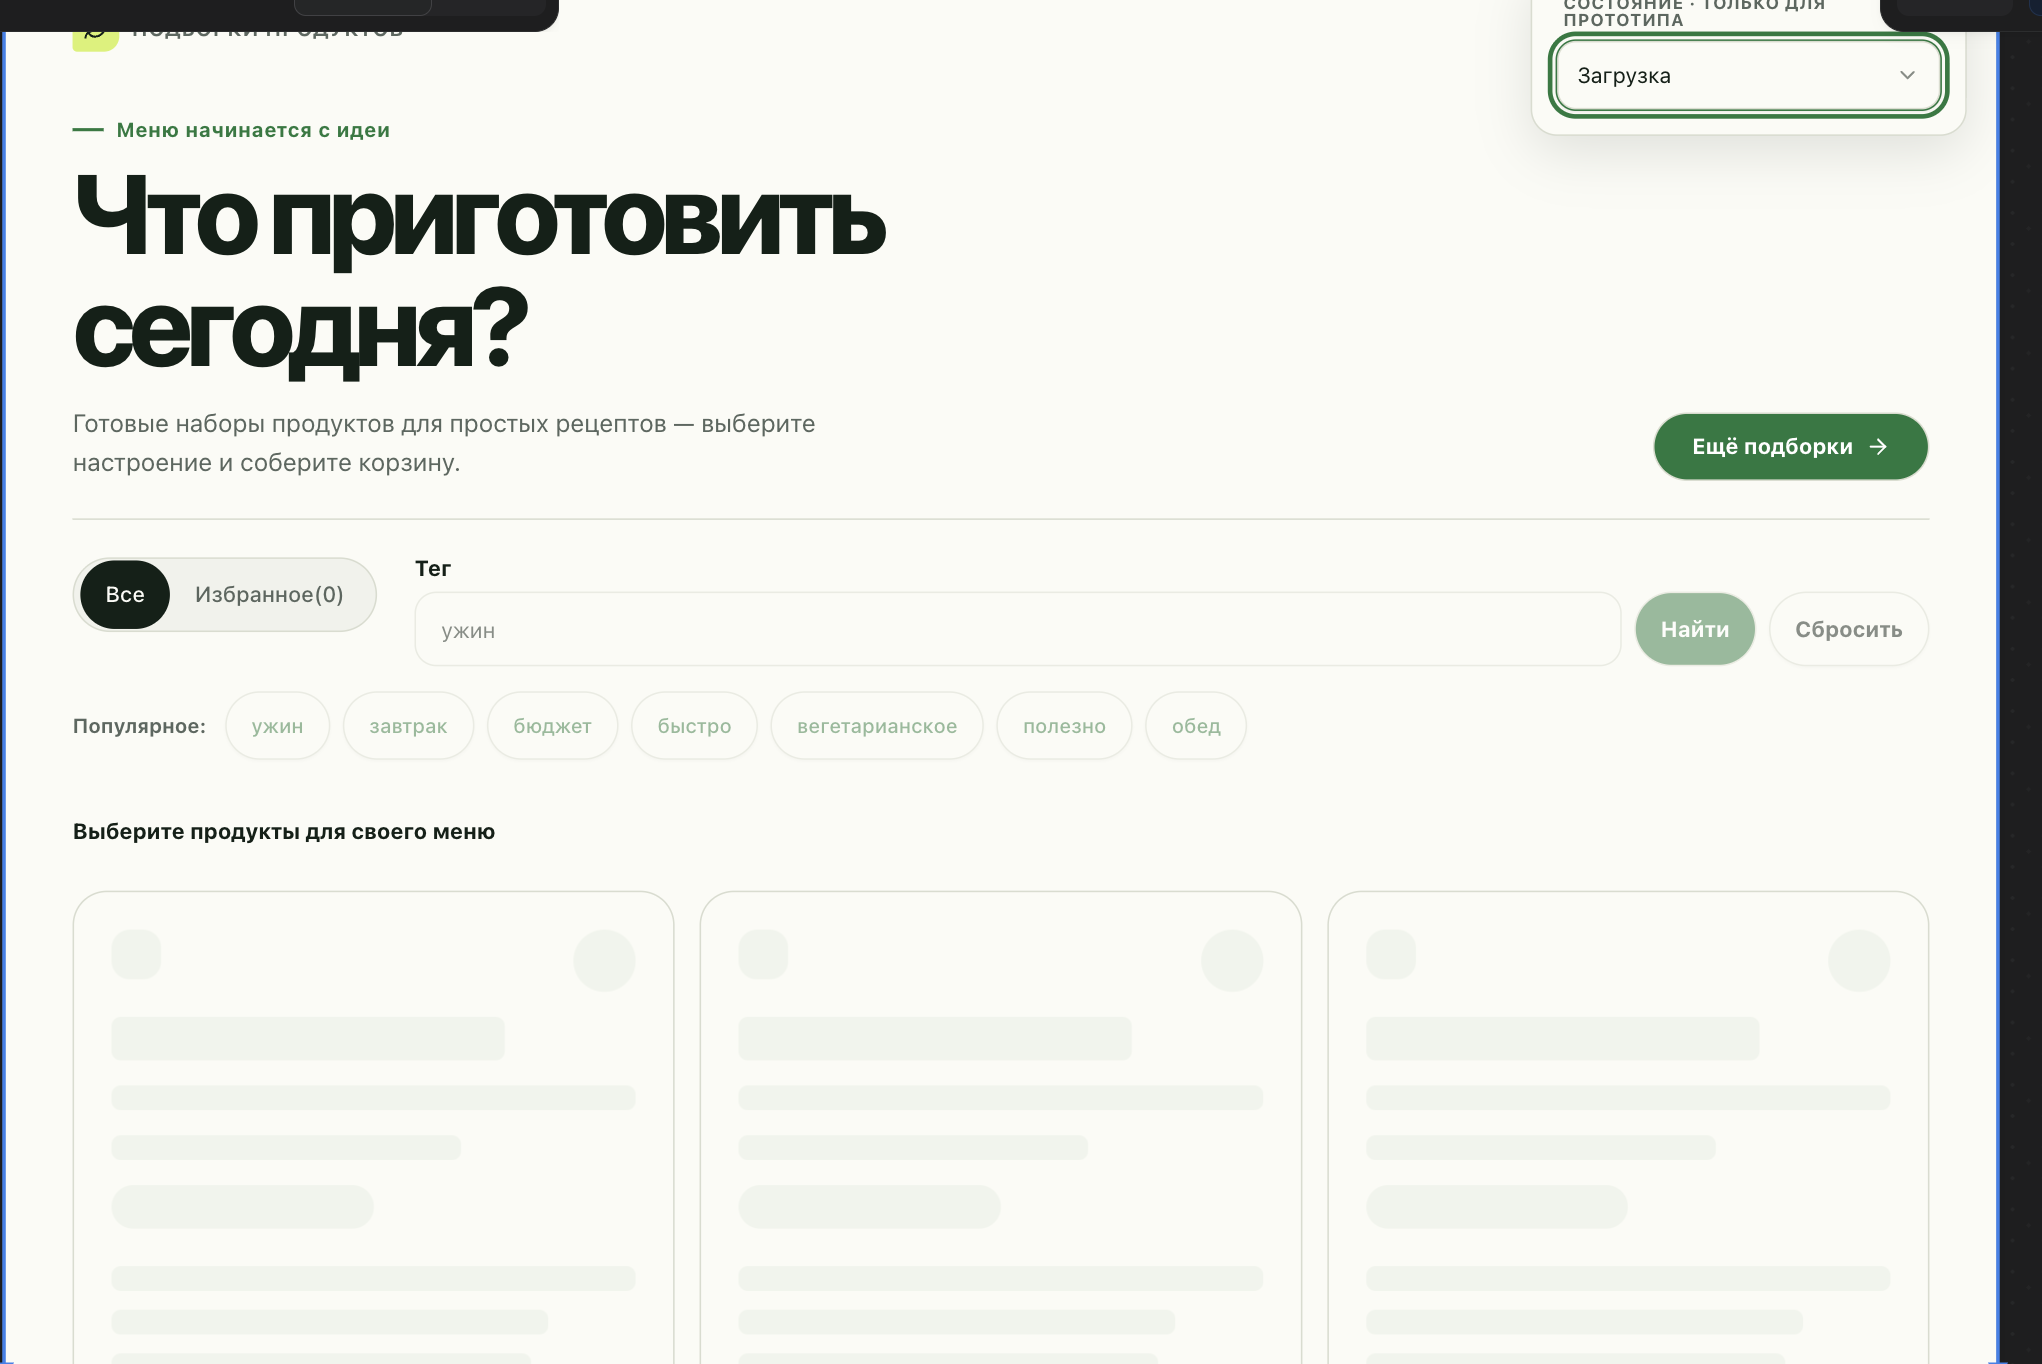 СОСТОЯНИЕ · ТОЛЬКО ДЛЯ
ПРОТОТИПА
Загрузка
ПОДБОРКИ ПРОДУКТОВ
Меню начинается с идеи
Что приготовить
сегодня?
Готовые наборы продуктов для простых рецептов — выберите
настроение и соберите корзину.
Ещё подборки
Все
Избранное(0)
Тег
ужин
Найти
Сбросить
Популярное:
ужин
завтрак
бюджет
быстро
вегетарианское
полезно
обед
Выберите продукты для своего меню